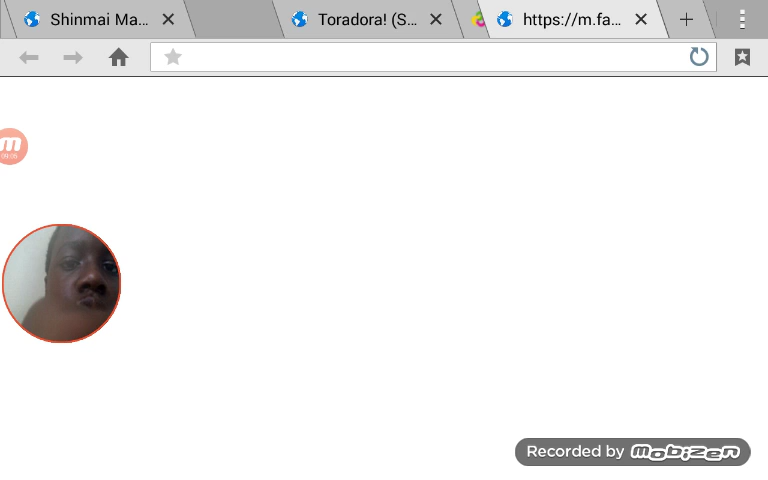 Shinmai Ma...
Toradora! (S...
https://m.fa...
m
Recorded by mobizen